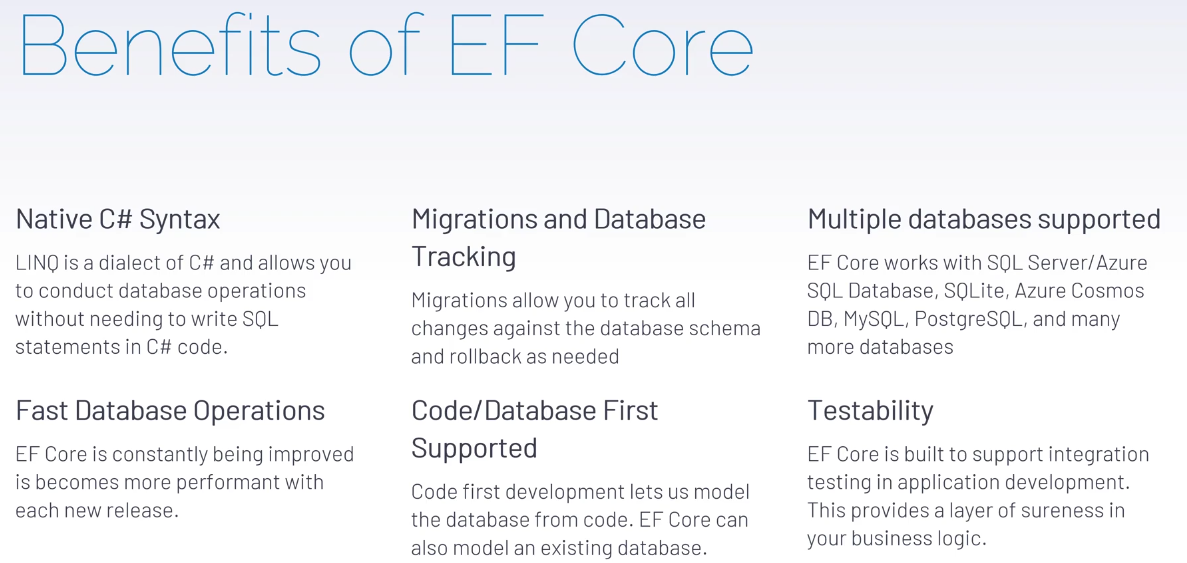 Benefits of EF Core
Native C# Syntax
LINQ is a dialect of C# and allows you
to conduct database operations
without needing to write SQL
statements in C# code.
Migrations and Database
Tracking
Migrations allow you to track all
changes against the database schema
and rollback as needed
Multiple databases supported
EF Core works with SQL Server/Azure
SQL Database, SQLite, Azure Cosmos
DB, MySQL, PostgreSQL, and many
more databases
Fast Database Operations
EF Core is constantly being improved
is becomes more performant with
each new release.
Code/Database First
Supported
Code first development lets us model
the database from code. EF Core can
also model an existing database.
Testability
EF Core is built to support integration
testing in application development.
This provides a layer of sureness in
your business logic.